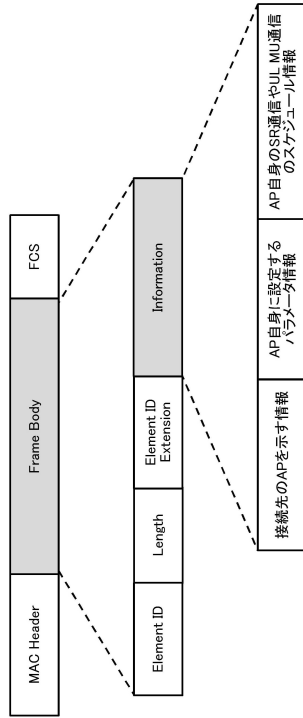 MAC Header
Frame Body
FCS
Element ID
Length
Element ID
Extension
Information
接続先のAPを示す情報
AP自身に設定する
パラメータ情報
AP自身のSR通信やUL MU通信
のスケジュール情報